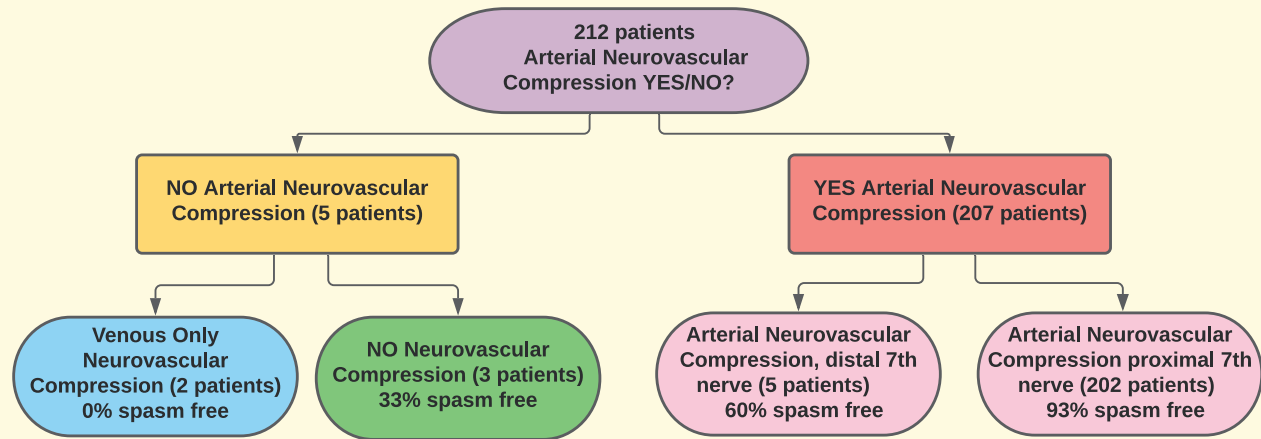 212 patients
Arterial Neurovascular
Compression YES/NO?
NO Arterial Neurovascular
Compression (5 patients)
YES Arterial Neurovascular
Compression (207 patients)
Venous Only
Neurovascular
Compression (2 patients)
0% spasm free
NO Neurovascular
Compression (3 patients)
33% spasm free
Arterial Neurovascular
Compression, distal 7th
nerve (5 patients)
60% spasm free
Arterial Neurovascular
Compression proximal 7th
nerve (202 patients)
93% spasm free